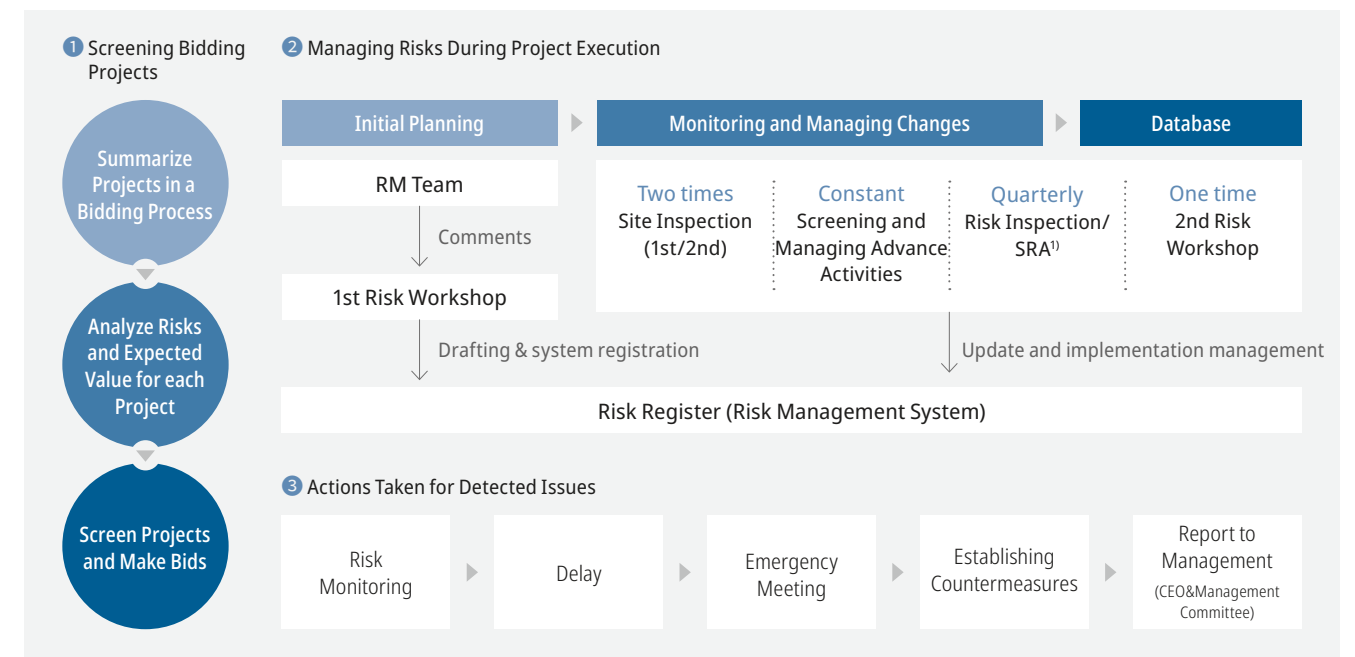 ❶ Screening Bidding
Projects
Summarize
Projects in a
Bidding Process
Analyze Risks
and Expected
Value for each
Project
Screen Projects
and Make Bids
❷ Managing Risks During Project Execution
Initial Planning
Monitoring and Managing Changes
Database
RM Team
Comments
1st Risk Workshop
Drafting & system registration
Two times
Site Inspection
(1st/2nd)
Constant
Screening and
Managing Advance
Activities
Quarterly
Risk Inspection/
SRA¹⁾
One time
2nd Risk
Workshop
Update and implementation management
Risk Register (Risk Management System)
❸ Actions Taken for Detected Issues
Risk
Monitoring
Delay
Emergency
Meeting
Establishing
Countermeasures
Report to
Management
(CEO&Management
Committee)